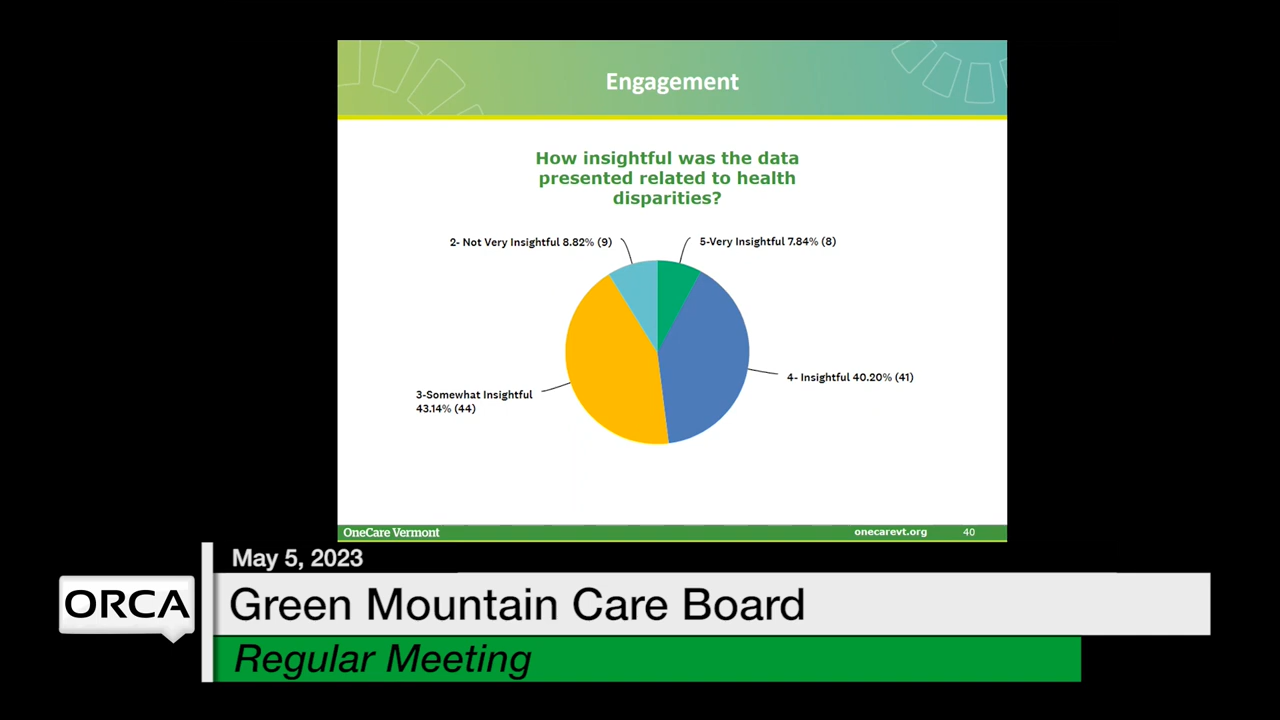 Engagement
How insightful was the data
presented related to health
disparities?
2- Not Very Insightful 8.82% (9)
5-Very Insightful 7.84% (8)
4- Insightful 40.20% (41)
3-Somewhat Insightful
43.14% (44)
OneCare Vermont
onecarevt.org
40
May 5, 2023
ORCA
Green Mountain Care Board
Regular Meeting